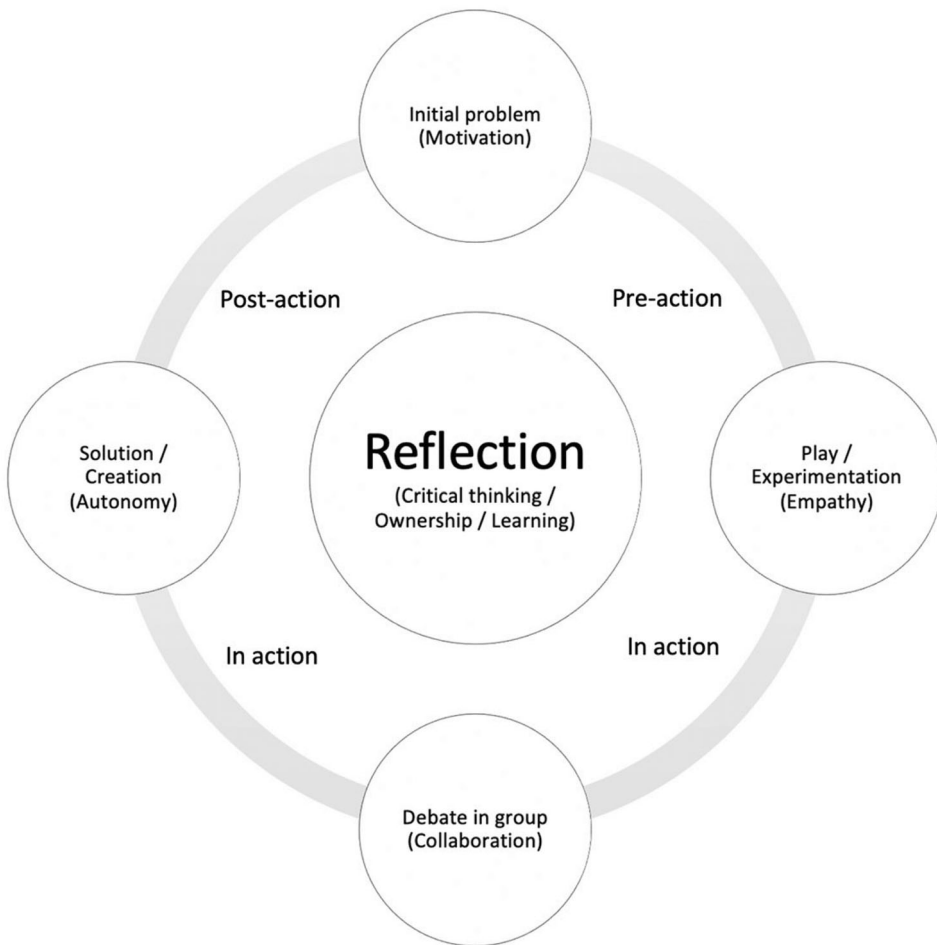 Initial problem
(Motivation)
Post-action
Pre-action
Solution /
Creation
(Autonomy)
Reflection
(Critical thinking /
Ownership / Learning)
Play /
Experimentation
(Empathy)
In action
In action
Debate in group
(Collaboration)